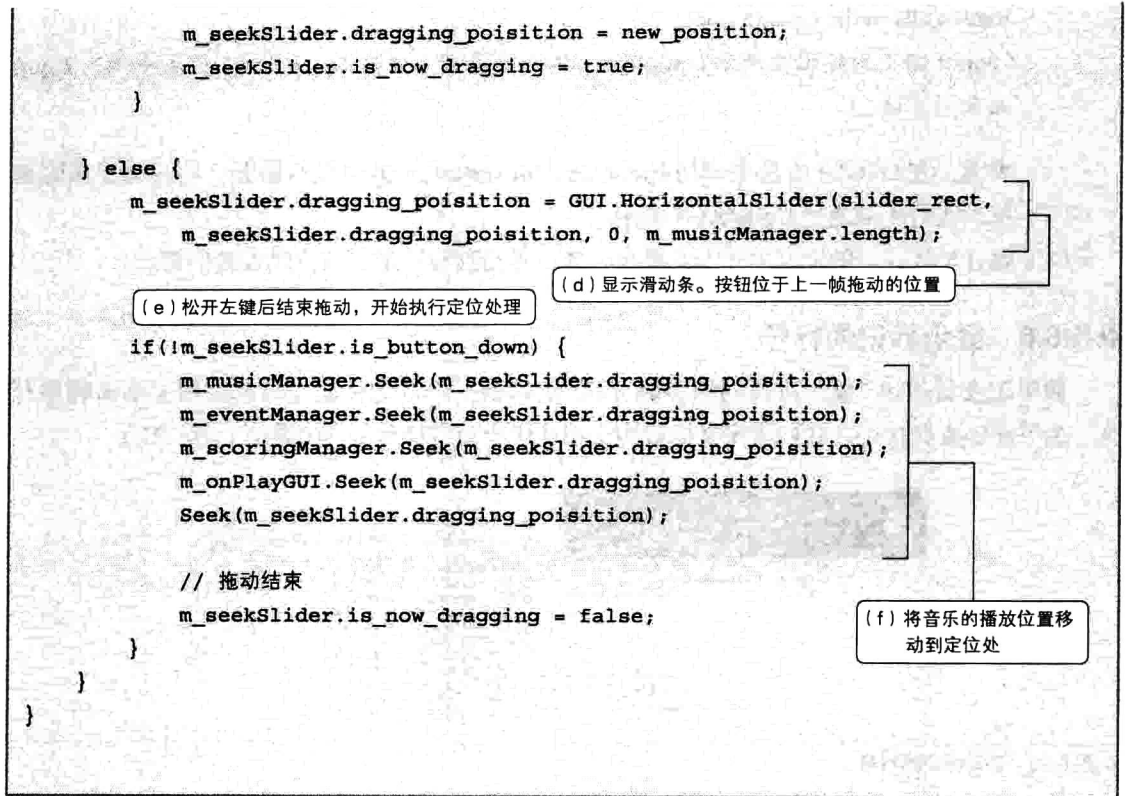 m_seekSlider.dragging_poisition = new_position;
m_seekSlider.is_now_dragging = true;
}
} else {
m_seekSlider.dragging_poisition = GUI.HorizontalSlider(slider_rect,
m_seekSlider.dragging_poisition, 0, m_musicManager.length);
(d)显示滑动条。按钮位于上一帧拖动的位置
(e)松开左键后结束拖动，开始执行定位处理
if(!m_seekSlider.is_button_down) {
m_musicManager.Seek(m_seekSlider.dragging_poisition);
m_eventManager.Seek(m_seekSlider.dragging_poisition);
m_scoringManager.Seek(m_seekSlider.dragging_poisition);
m_onPlayGUI.Seek(m_seekSlider.dragging_poisition);
Seek(m_seekSlider.dragging_poisition);
// 拖动结束
m_seekSlider.is_now_dragging = false;
(f)将音乐的播放位置移
动到定位处
}
}
}